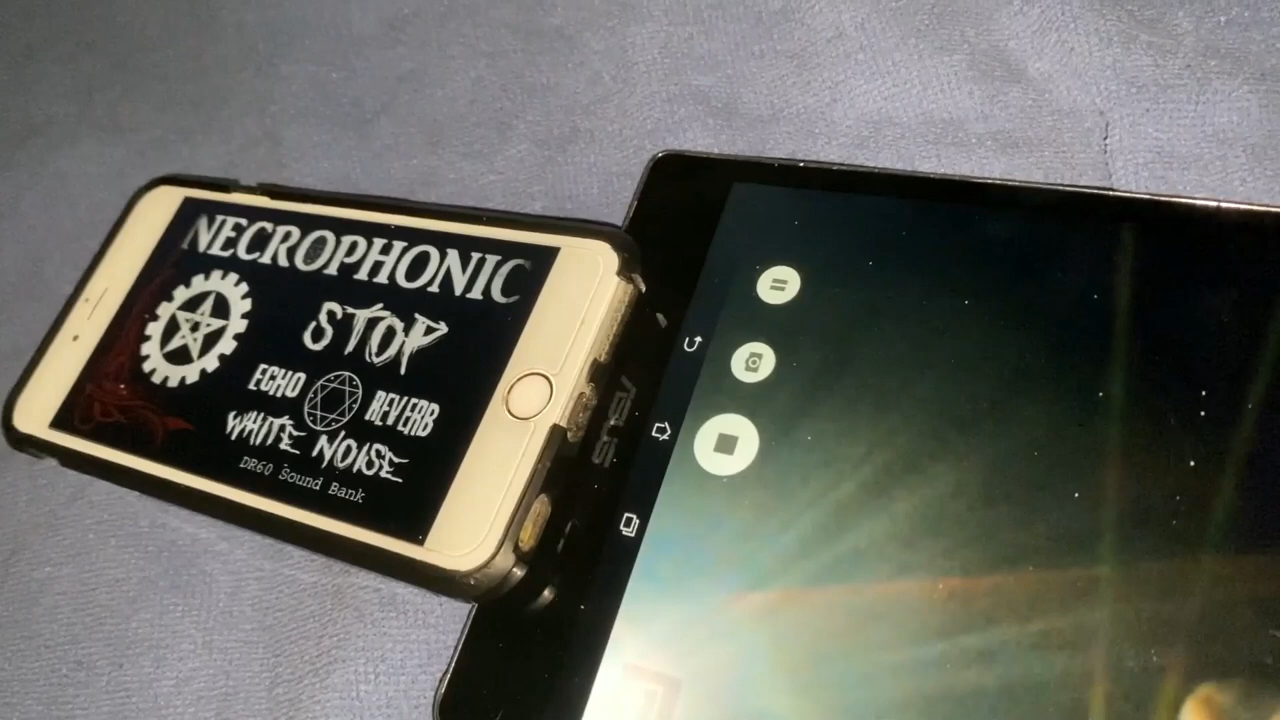 NECROPHONIC
STOP
ECHO REVERB
WHITE NOISE
DR60 Sound Bank
ASUS